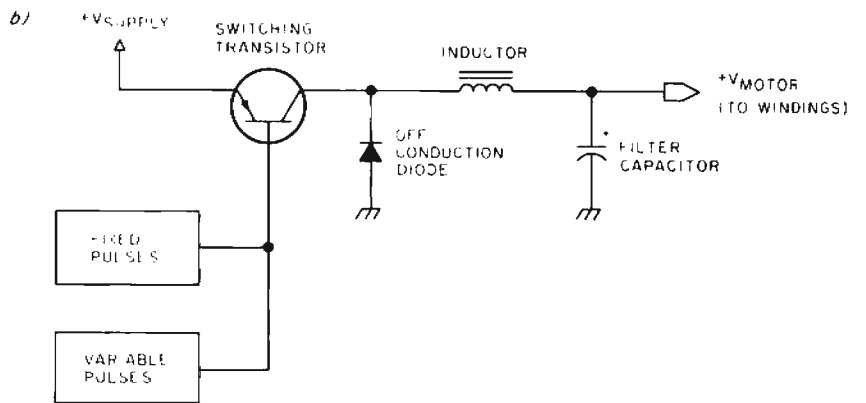 b)
+VSUPPLY
SWITCHING
TRANSISTOR
INDUCTOR
+VMOTOR
(TO WINDINGS)
OFF
CONDUCTION
DIODE
+
FILTER
CAPACITOR
FIXED
PULSES
VARIABLE
PULSES